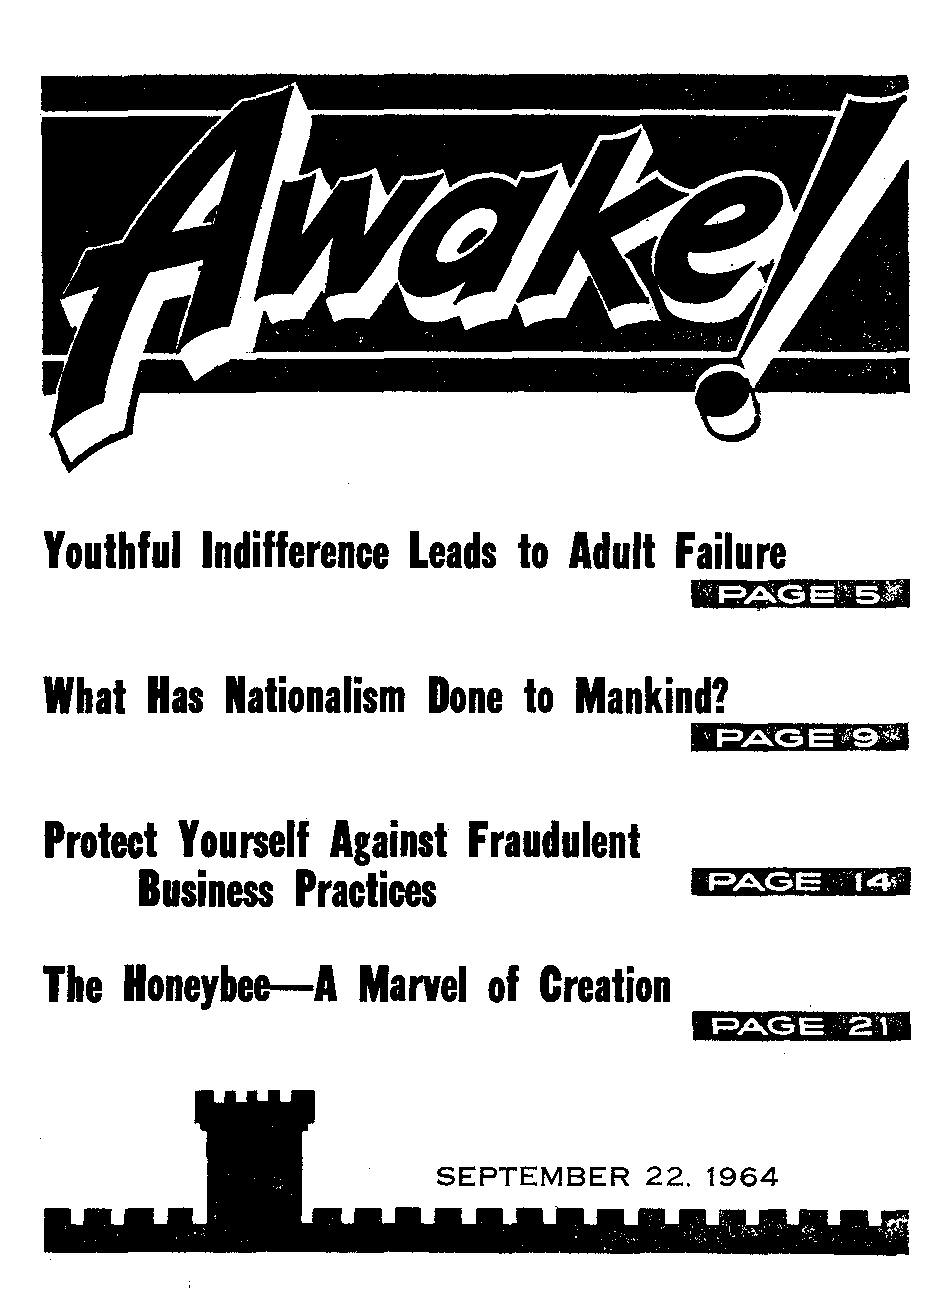 Awake!
Youthful Indifference Leads to Adult Failure
PAGE 5
What Has Nationalism Done to Mankind?
PAGE 9
Protect Yourself Against Fraudulent
Business Practices
PAGE 14
The Honeybee—A Marvel of Creation
PAGE 21
SEPTEMBER 22, 1964